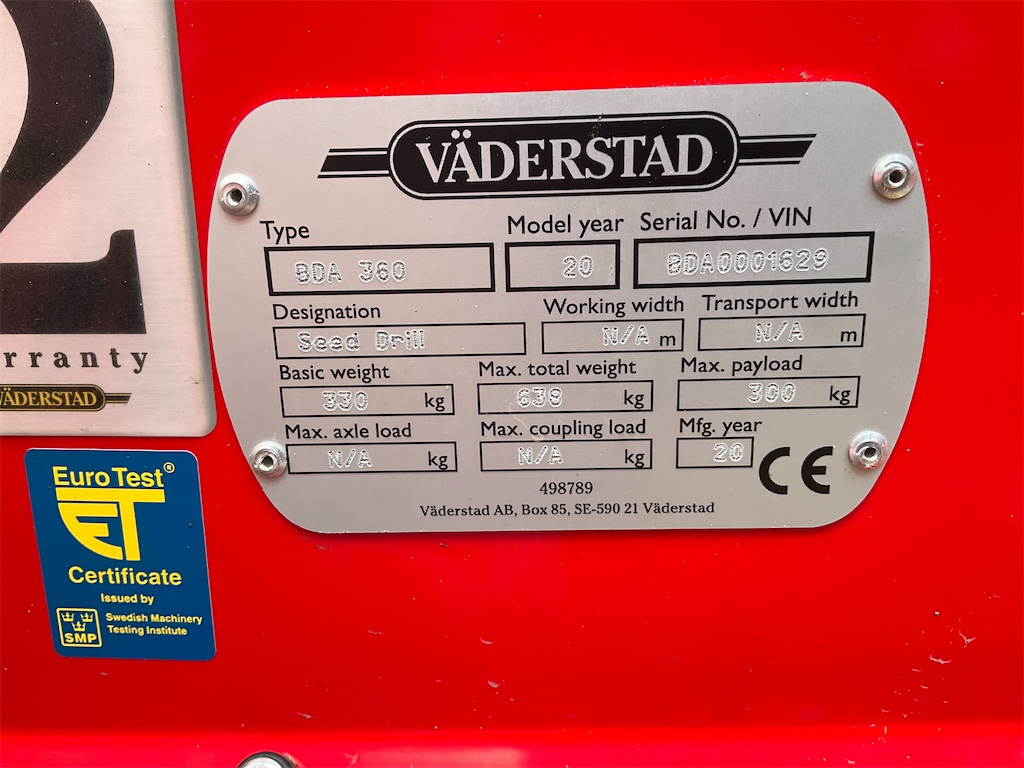 2
rranty
VÄDERSTAD
VÄDERSTAD
Type Model year Serial No. / VIN
BDA 360 20 BDA0001629
Designation Working width Transport width
Seed Drill N/A m N/A m
Basic weight Max. total weight Max. payload
330 kg 638 kg 300 kg
Max. axle load Max. coupling load Mfg. year
N/A kg N/A kg 20
CE
498789
Väderstad AB, Box 85, SE-590 21 Väderstad
Euro Test®
ET
Certificate
Issued by
SMP
Swedish Machinery
Testing Institute